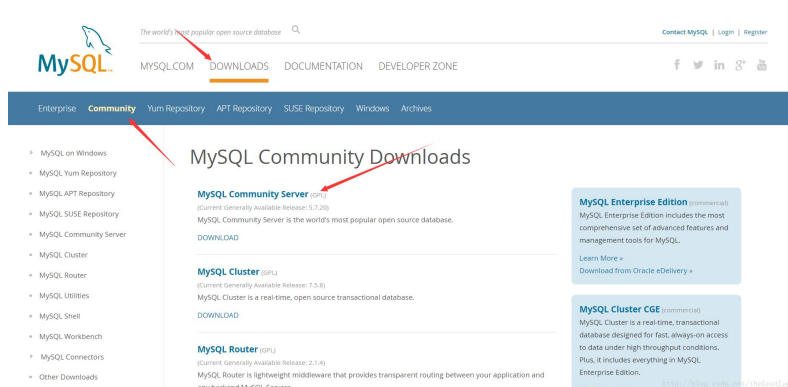 The world's most popular open source database
Contact MySQL | Login | Register
MySQL
MYSQL.COM DOWNLOADS DOCUMENTATION DEVELOPER ZONE
Enterprise Community Yum Repository APT Repository SUSE Repository Windows Archives
MySQL on Windows
MySQL Yum Repository
MySQL APT Repository
MySQL SUSE Repository
MySQL Community Server
MySQL Cluster
MySQL Router
MySQL Utilities
MySQL Shell
MySQL Workbench
MySQL Connectors
Other Downloads
MySQL Community Downloads
MySQL Community Server (GPL)
(Current Generally Available Release: 5.7.20)
MySQL Community Server is the world's most popular open source database.
DOWNLOAD
MySQL Cluster (GPL)
(Current Generally Available Release: 7.5.8)
MySQL Cluster is a real-time, open source transactional database.
DOWNLOAD
MySQL Router (GPL)
(Current Generally Available Release: 2.1.4)
MySQL Router is lightweight middleware that provides transparent routing between your application and
any backend MySQL Servers.
MySQL Enterprise Edition (commercial)
MySQL Enterprise Edition includes the most
comprehensive set of advanced features and
management tools for MySQL.
Learn More »
Download from Oracle eDelivery »
MySQL Cluster CGE (commercial)
MySQL Cluster is a real-time, transactional
database designed for fast, always-on access
to data under high throughput conditions.
Plus, it includes everything in MySQL
Enterprise Edition.